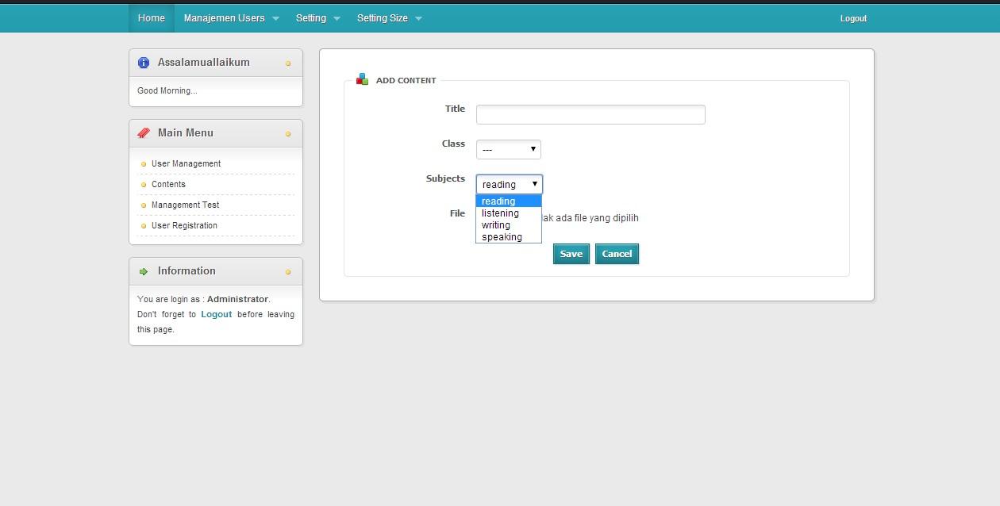 Home Manajemen Users Setting Setting Size Logout
Assalamuallaikum
Good Morning...
Main Menu
User Management
Contents
Management Test
User Registration
Information
You are login as : Administrator.
Don't forget to Logout before leaving
this page.
ADD CONTENT
Title
Class ---
Subjects reading
reading
listening
writing
speaking
File ada file yang dipilih
Save Cancel